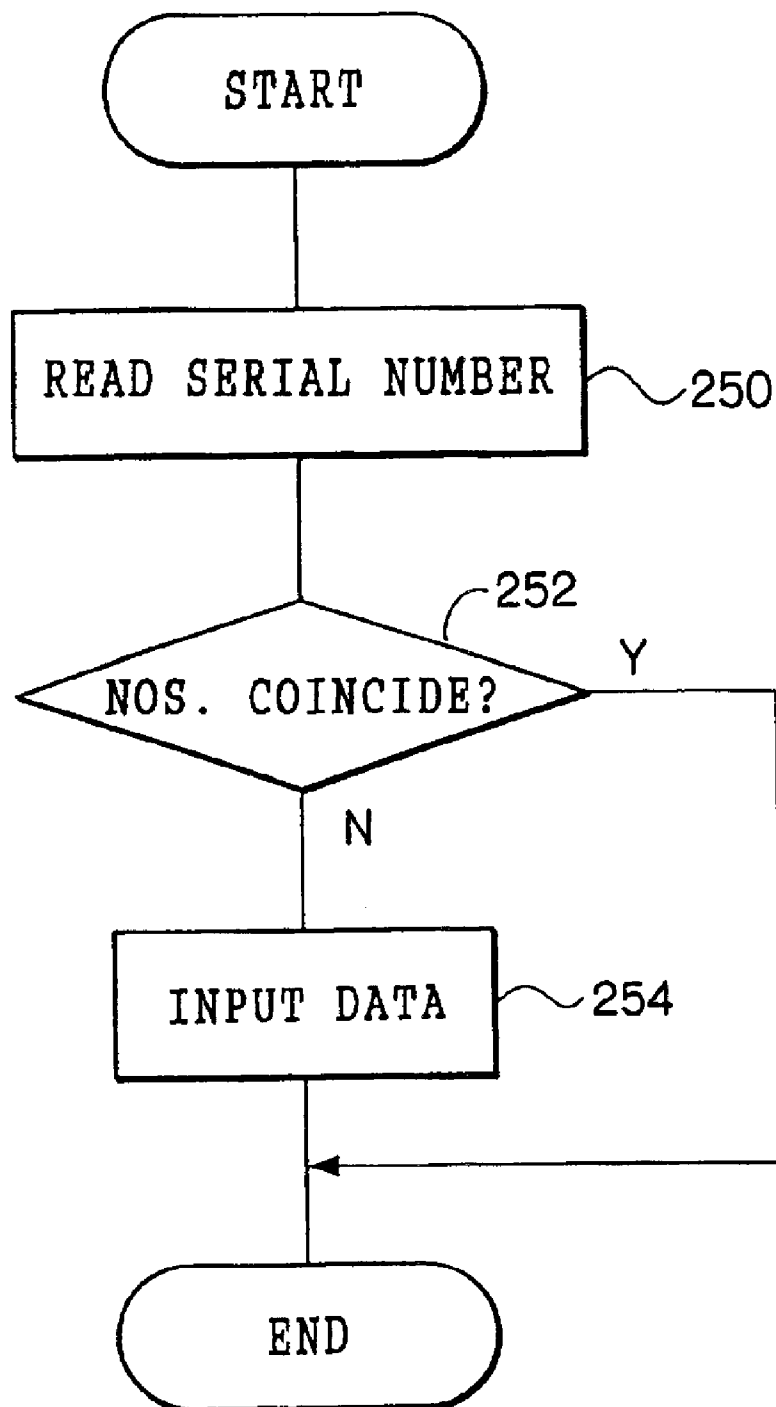 START
READ SERIAL NUMBER
250
252
NOS. COINCIDE?
Y
N
INPUT DATA
254
END